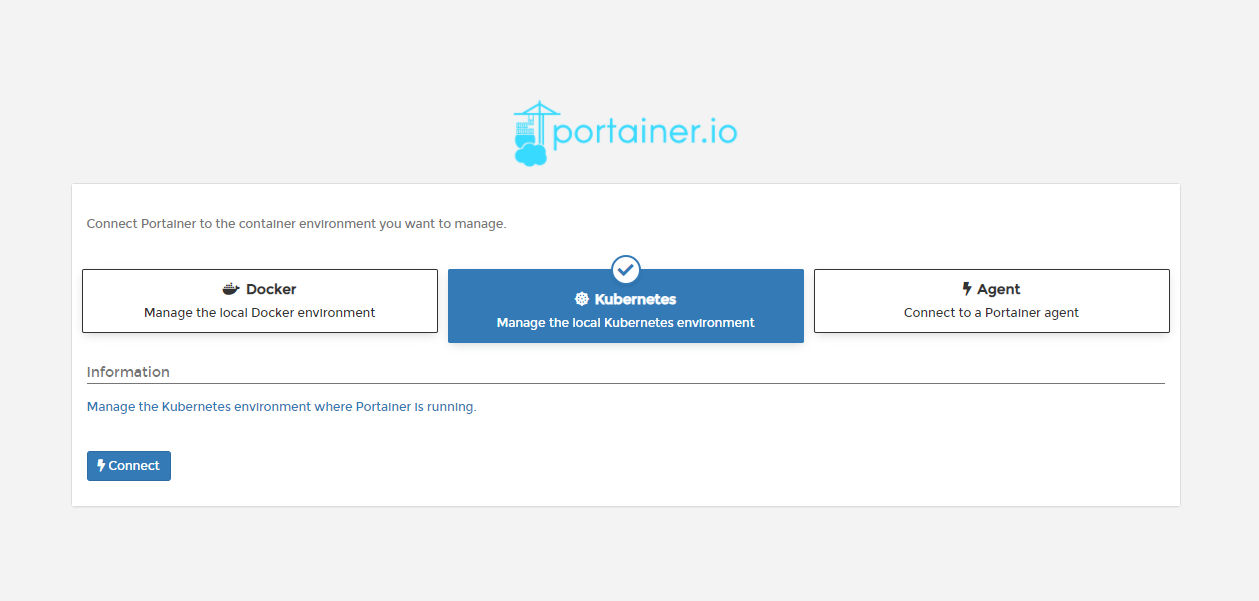 portainer.io
Connect Portainer to the container environment you want to manage.
Docker
Manage the local Docker environment
Kubernetes
Manage the local Kubernetes environment
Agent
Connect to a Portainer agent
Information
Manage the Kubernetes environment where Portainer is running.
Connect